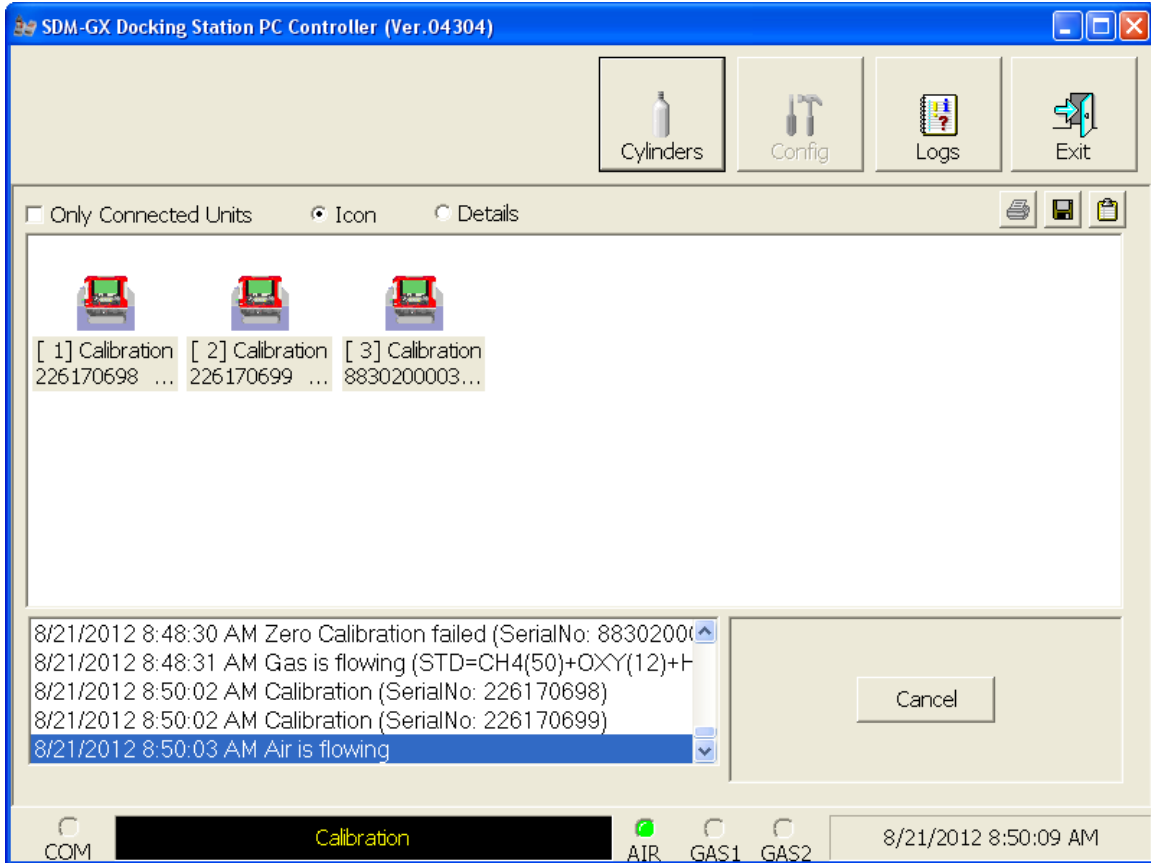 SDM-GX Docking Station PC Controller (Ver.04304)
Cylinders Config Logs Exit
Only Connected Units Icon Details
[ 1] Calibration [ 2] Calibration [ 3] Calibration
226170698 ... 226170699 ... 8830200003...
8/21/2012 8:48:30 AM Zero Calibration failed (SerialNo: 8830200(
8/21/2012 8:48:31 AM Gas is flowing (STD=CH4(50)+OXY(12)+H
8/21/2012 8:50:02 AM Calibration (SerialNo: 226170698)
8/21/2012 8:50:02 AM Calibration (SerialNo: 226170699)
Cancel
8/21/2012 8:50:03 AM Air is flowing
COM Calibration AIR GAS1 GAS2 8/21/2012 8:50:09 AM